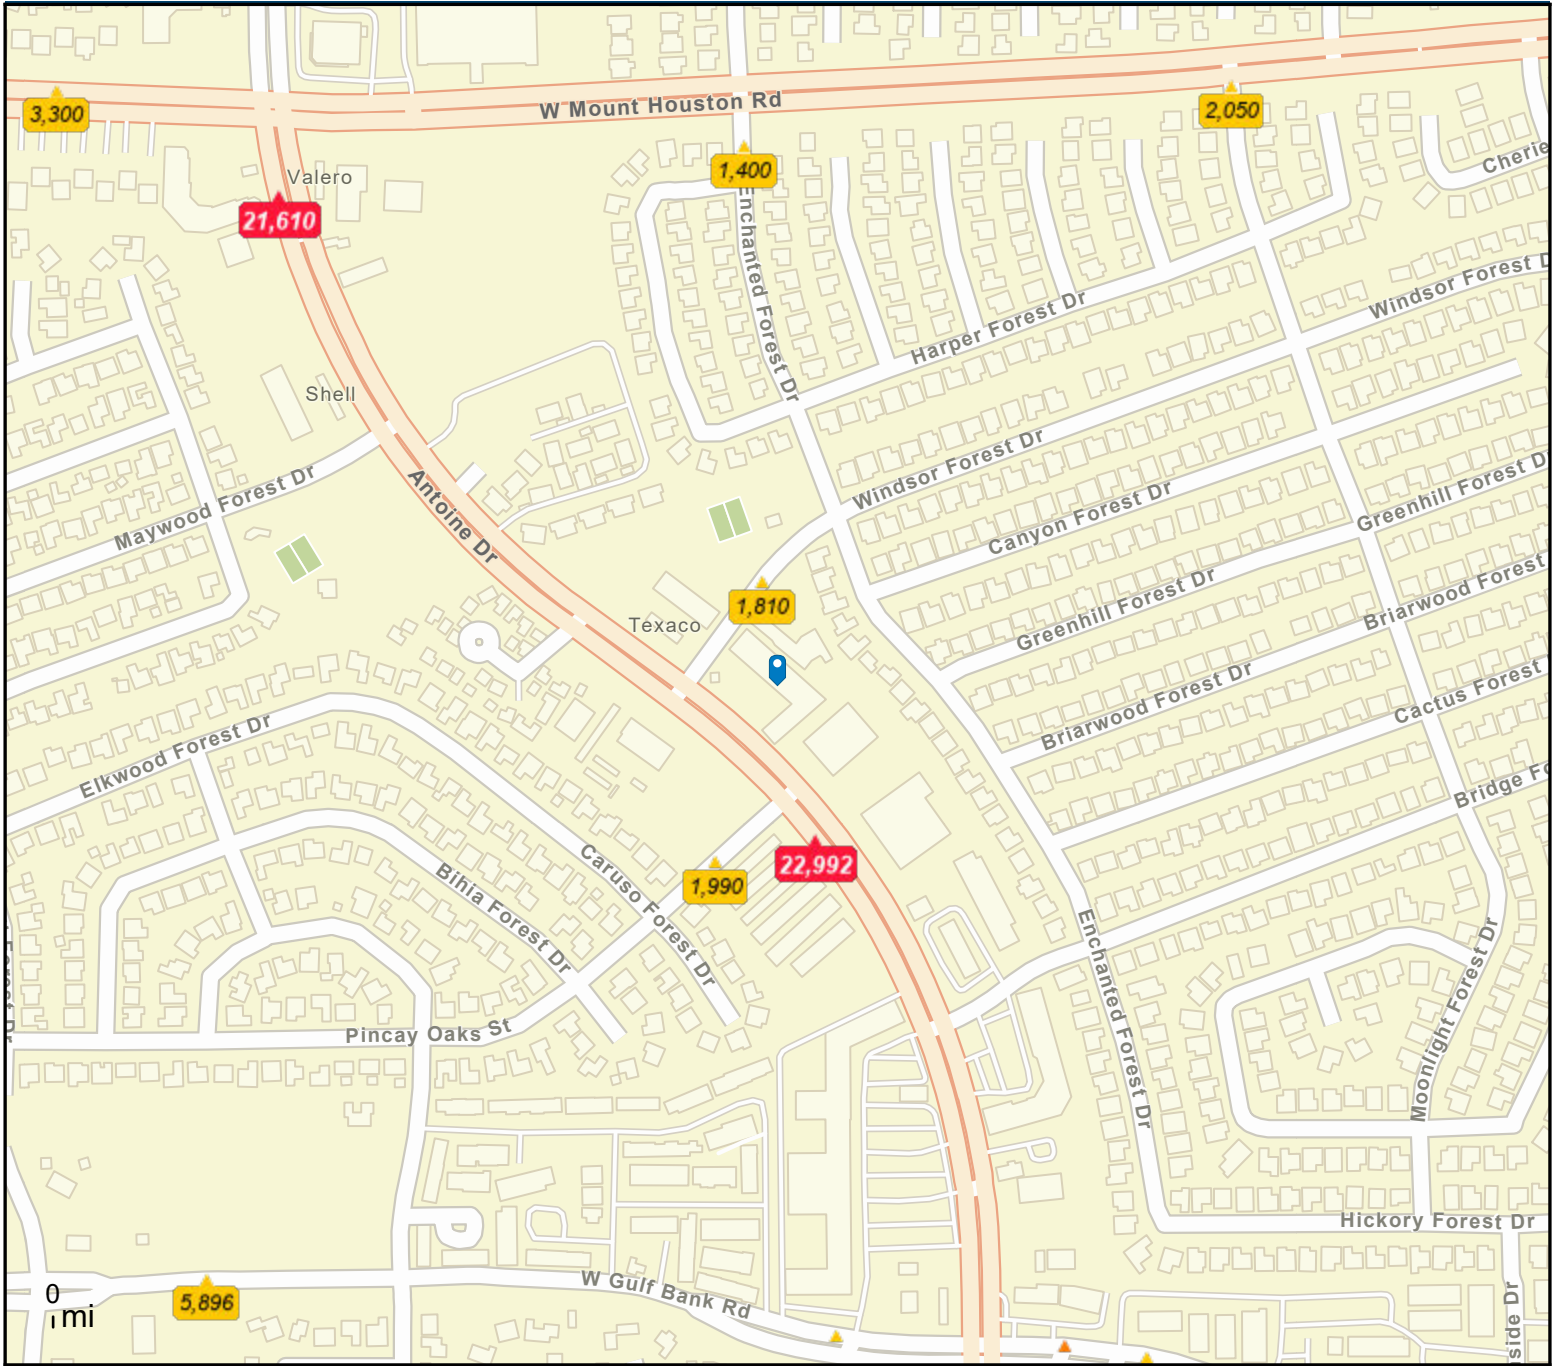 W Mount Houston Rd
3,300
2,050
Cherie
1,400
Valero
21,610
Enchanted Forest Dr
Windsor Forest D
Harper Forest Dr
Shell
Windsor Forest Dr
Maywood Forest Dr
Antoine Dr
Canyon Forest Dr
Greenhill Forest D
1,810
Texaco
Greenhill Forest Dr
Briarwood Forest
Briarwood Forest Dr
Cactus Forest
Elkwood Forest Dr
Bridge Fo
22,992
1,990
Caruso Forest Dr
Bihia Forest Dr
Enchanted Forest Dr
Moonlight Forest Dr
Forest Dr
Pincay Oaks St
Hickory Forest Dr
W Gulf Bank Rd
5,896
0
mi
side Dr